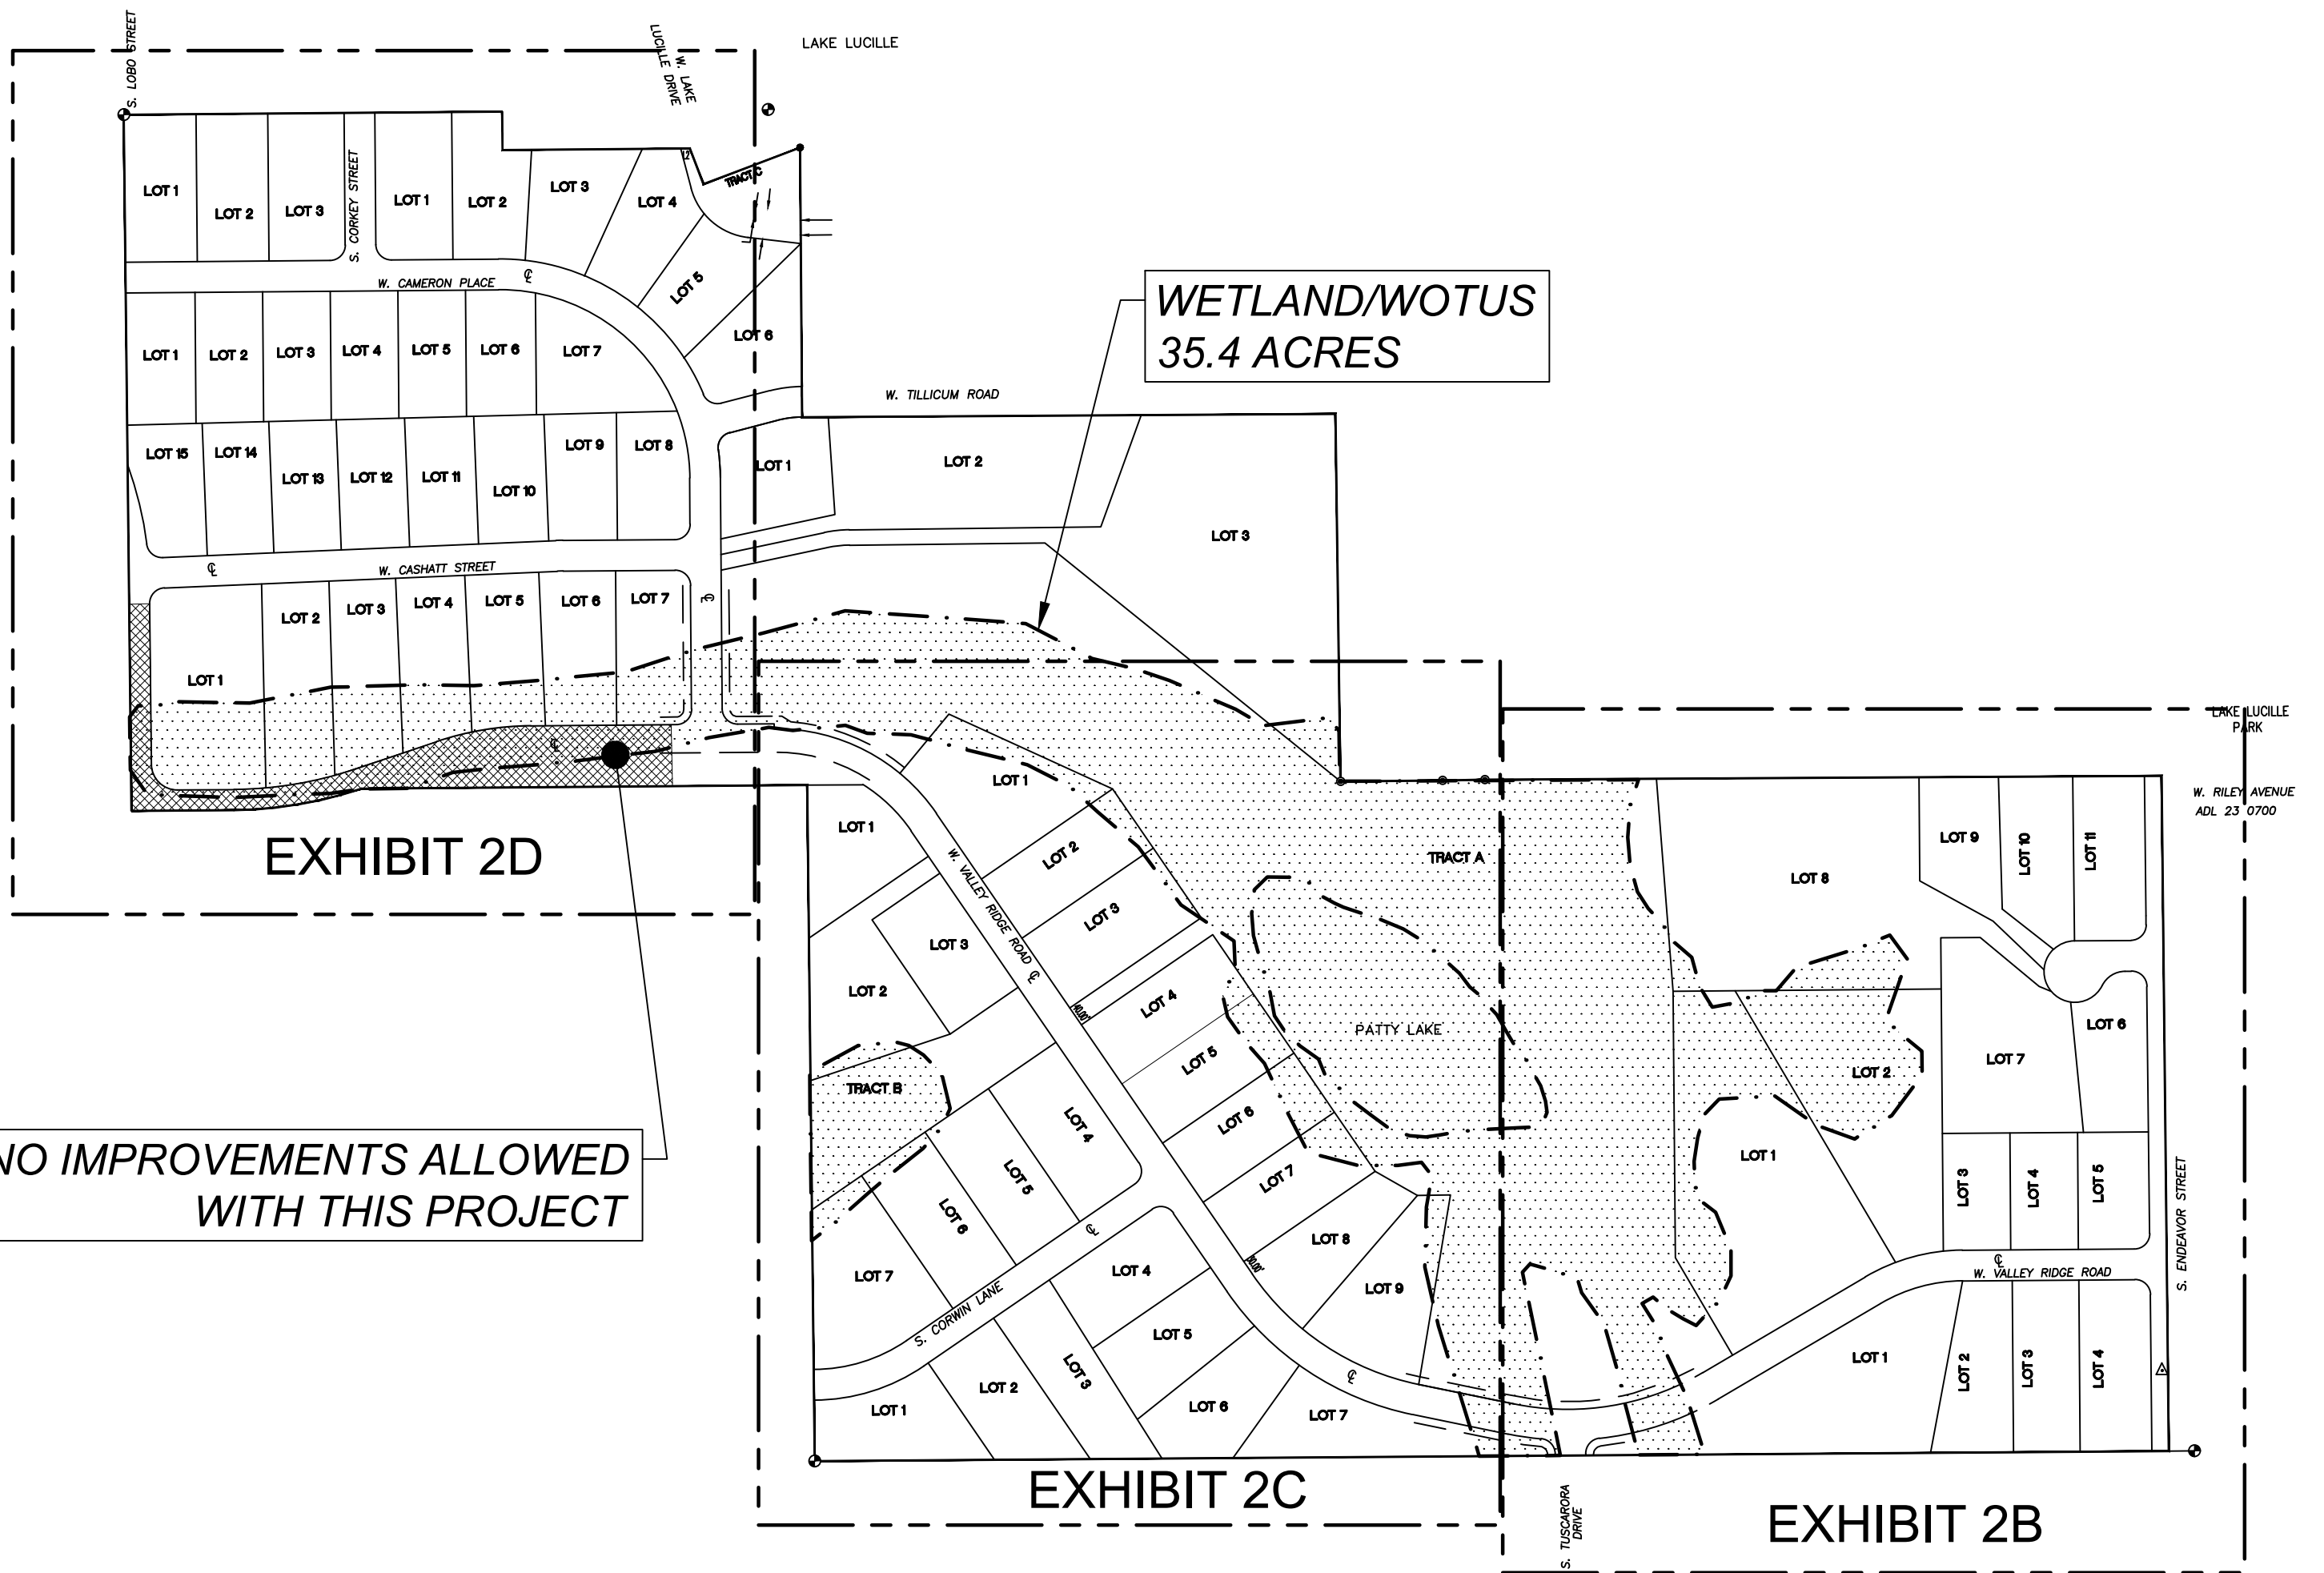 S. LOBO STREET
W. LAKE
LUCILLE DRIVE
LAKE LUCILLE
LOT 1
LOT 2
LOT 3
S. CORKEY STREET
LOT 1
LOT 2
LOT 3
LOT 4
12
TRACT C
LOT 5
LOT 6
W. CAMERON PLACE
LOT 1
LOT 2
LOT 3
LOT 4
LOT 5
LOT 6
LOT 7
WETLAND/WOTUS
35.4 ACRES
W. TILLICUM ROAD
LOT 15
LOT 14
LOT 13
LOT 12
LOT 11
LOT 10
LOT 9
LOT 8
LOT 1
LOT 2
LOT 3
W. CASHATT STREET
LOT 1
LOT 2
LOT 3
LOT 4
LOT 5
LOT 6
LOT 7
EXHIBIT 2D
NO IMPROVEMENTS ALLOWED
WITH THIS PROJECT
LOT 1
LOT 2
LOT 3
TRACT B
LOT 4
LOT 5
LOT 6
LOT 7
LOT 1
LOT 2
LOT 3
W. VALLEY RIDGE ROAD
LOT 4
LOT 5
LOT 6
LOT 7
LOT 8
LOT 9
TRACT A
PATTY LAKE
S. CORWIN LANE
LOT 1
LOT 2
LOT 3
LOT 4
LOT 5
LOT 6
LOT 7
EXHIBIT 2C
LAKE LUCILLE
PARK
W. RILEY AVENUE
ADL 23 0700
LOT 8
LOT 9
LOT 10
LOT 11
LOT 6
LOT 7
LOT 2
LOT 1
LOT 3
LOT 4
LOT 5
S. ENDEAVOR STREET
W. VALLEY RIDGE ROAD
LOT 1
LOT 2
LOT 3
LOT 4
S. TUSCARORA
DRIVE
EXHIBIT 2B